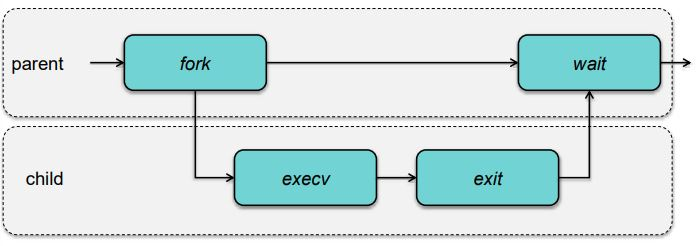 parent
fork
wait
child
execv
exit